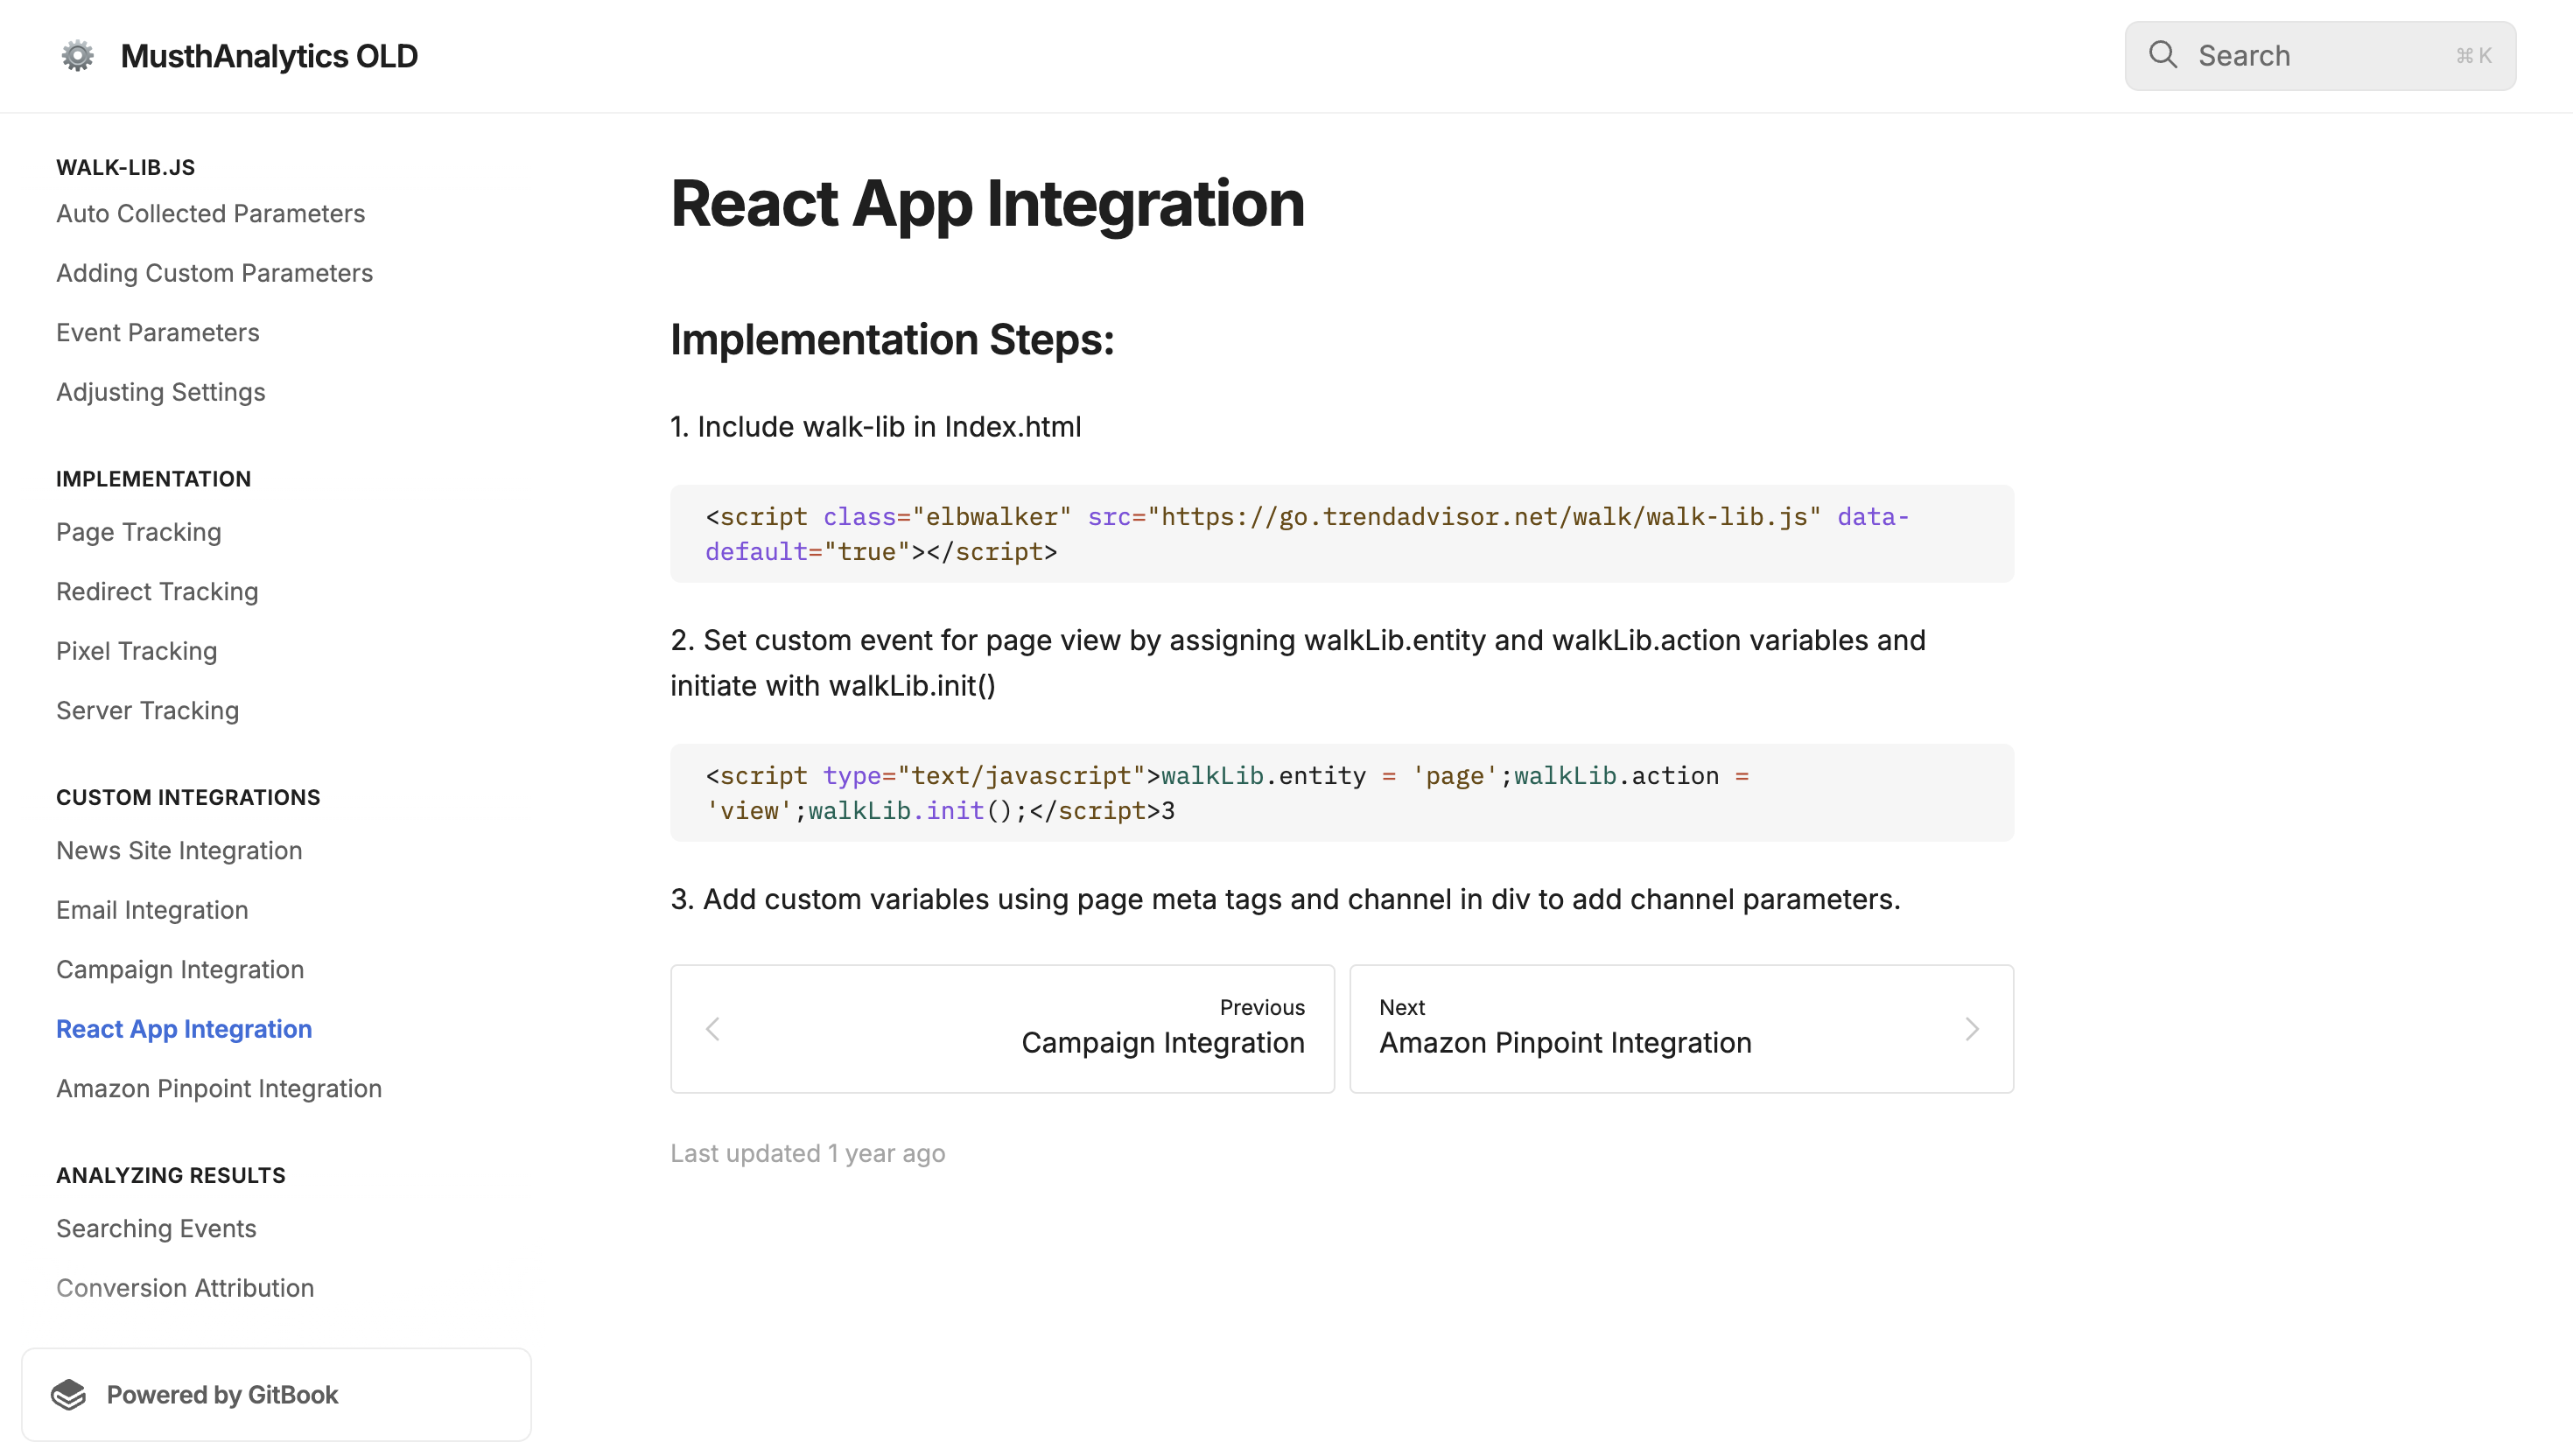 MusthAnalytics OLD
Search
⌘ K
WALK-LIB.JS
Auto Collected Parameters
Adding Custom Parameters
Event Parameters
Adjusting Settings
IMPLEMENTATION
Page Tracking
Redirect Tracking
Pixel Tracking
Server Tracking
CUSTOM INTEGRATIONS
News Site Integration
Email Integration
Campaign Integration
React App Integration
Amazon Pinpoint Integration
ANALYZING RESULTS
Searching Events
Conversion Attribution
Powered by GitBook
React App Integration
Implementation Steps:
1. Include walk-lib in Index.html
<script class="elbwalker" src="https://go.trendadvisor.net/walk/walk-lib.js" data-
default="true"></script>
2. Set custom event for page view by assigning walkLib.entity and walkLib.action variables and
initiate with walkLib.init()
<script type="text/javascript">walkLib.entity = 'page';walkLib.action =
'view';walkLib.init();</script>3
3. Add custom variables using page meta tags and channel in div to add channel parameters.
Previous
Campaign Integration
Next
Amazon Pinpoint Integration
Last updated 1 year ago